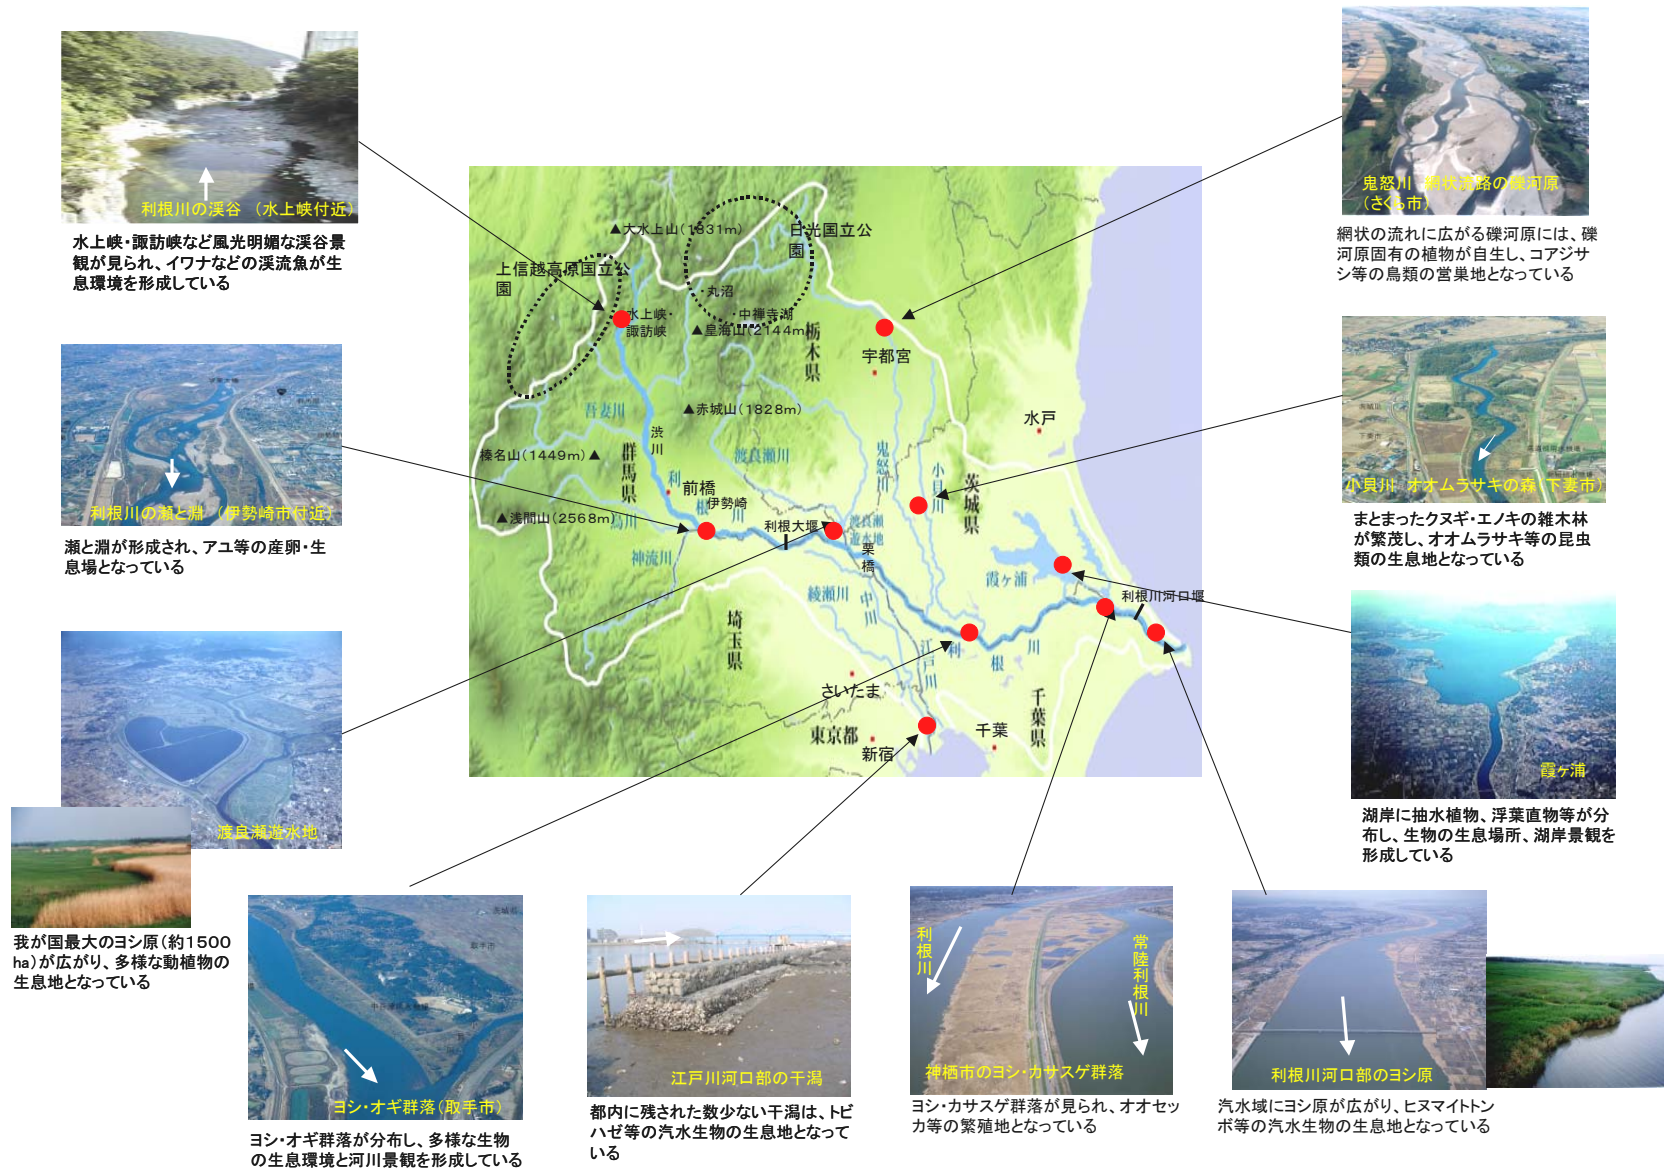 利根川の渓谷 (水上峡付近)
水上峡・諏訪峡など風光明媚な渓谷景
観が見られ、イワナなどの渓流魚が生
息環境を形成している
利根川の瀬と淵 (伊勢崎市付近)
瀬と淵が形成され、アユ等の産卵・生
息場となっている
渡良瀬遊水地
我が国最大のヨシ原(約1500
ha)が広がり、多様な動植物の
生息地となっている
鬼怒川 網状流路の礫河原
(さくら市)
網状の流れに広がる礫河原には、礫
河原固有の植物が自生し、コアジサ
シ等の鳥類の営巣地となっている
小貝川 オオムラサキの森(下妻市)
まとまったクヌギ・エノキの雑木林
が繁茂し、オオムラサキ等の昆虫
類の生息地となっている
霞ヶ浦
湖岸に抽水植物、浮葉直物等が分
布し、生物の生息場所、湖岸景観を
形成している
▲大水上山(1831m)
日光国立公
園
上信越高原国立公
園
・丸沼
・中禅寺湖
水上峡・
諏訪峡
▲皇海山(2144m)
栃木県
宇都宮
水戸
吾妻川
▲赤城山(1828m)
渋川
群馬県
榛名山(1449m)▲
渡良瀬川
鬼怒川
小貝川
茨城県
前橋
伊勢崎
利根川
▲浅間山(2568m)
烏川
神流川
利根大堰
渡良瀬
遊水地
栗橋
霞ヶ浦
利根川河口堰
綾瀬川
中川
江戸川
利根川
埼玉県
さいたま
東京都
新宿
千葉
千葉県
茨城県
取手市
ヨシ・オギ群落(取手市)
ヨシ・オギ群落が分布し、多様な生物
の生息環境と河川景観を形成している
江戸川河口部の干潟
都内に残された数少ない干潟は、トビ
ハゼ等の汽水生物の生息地となって
いる
利根川
常陸利根川
神栖市のヨシ・カサスゲ群落
ヨシ・カサスゲ群落が見られ、オオセッ
カ等の繁殖地となっている
利根川河口部のヨシ原
汽水域にヨシ原が広がり、ヒヌマイトトン
ボ等の汽水生物の生息地となっている